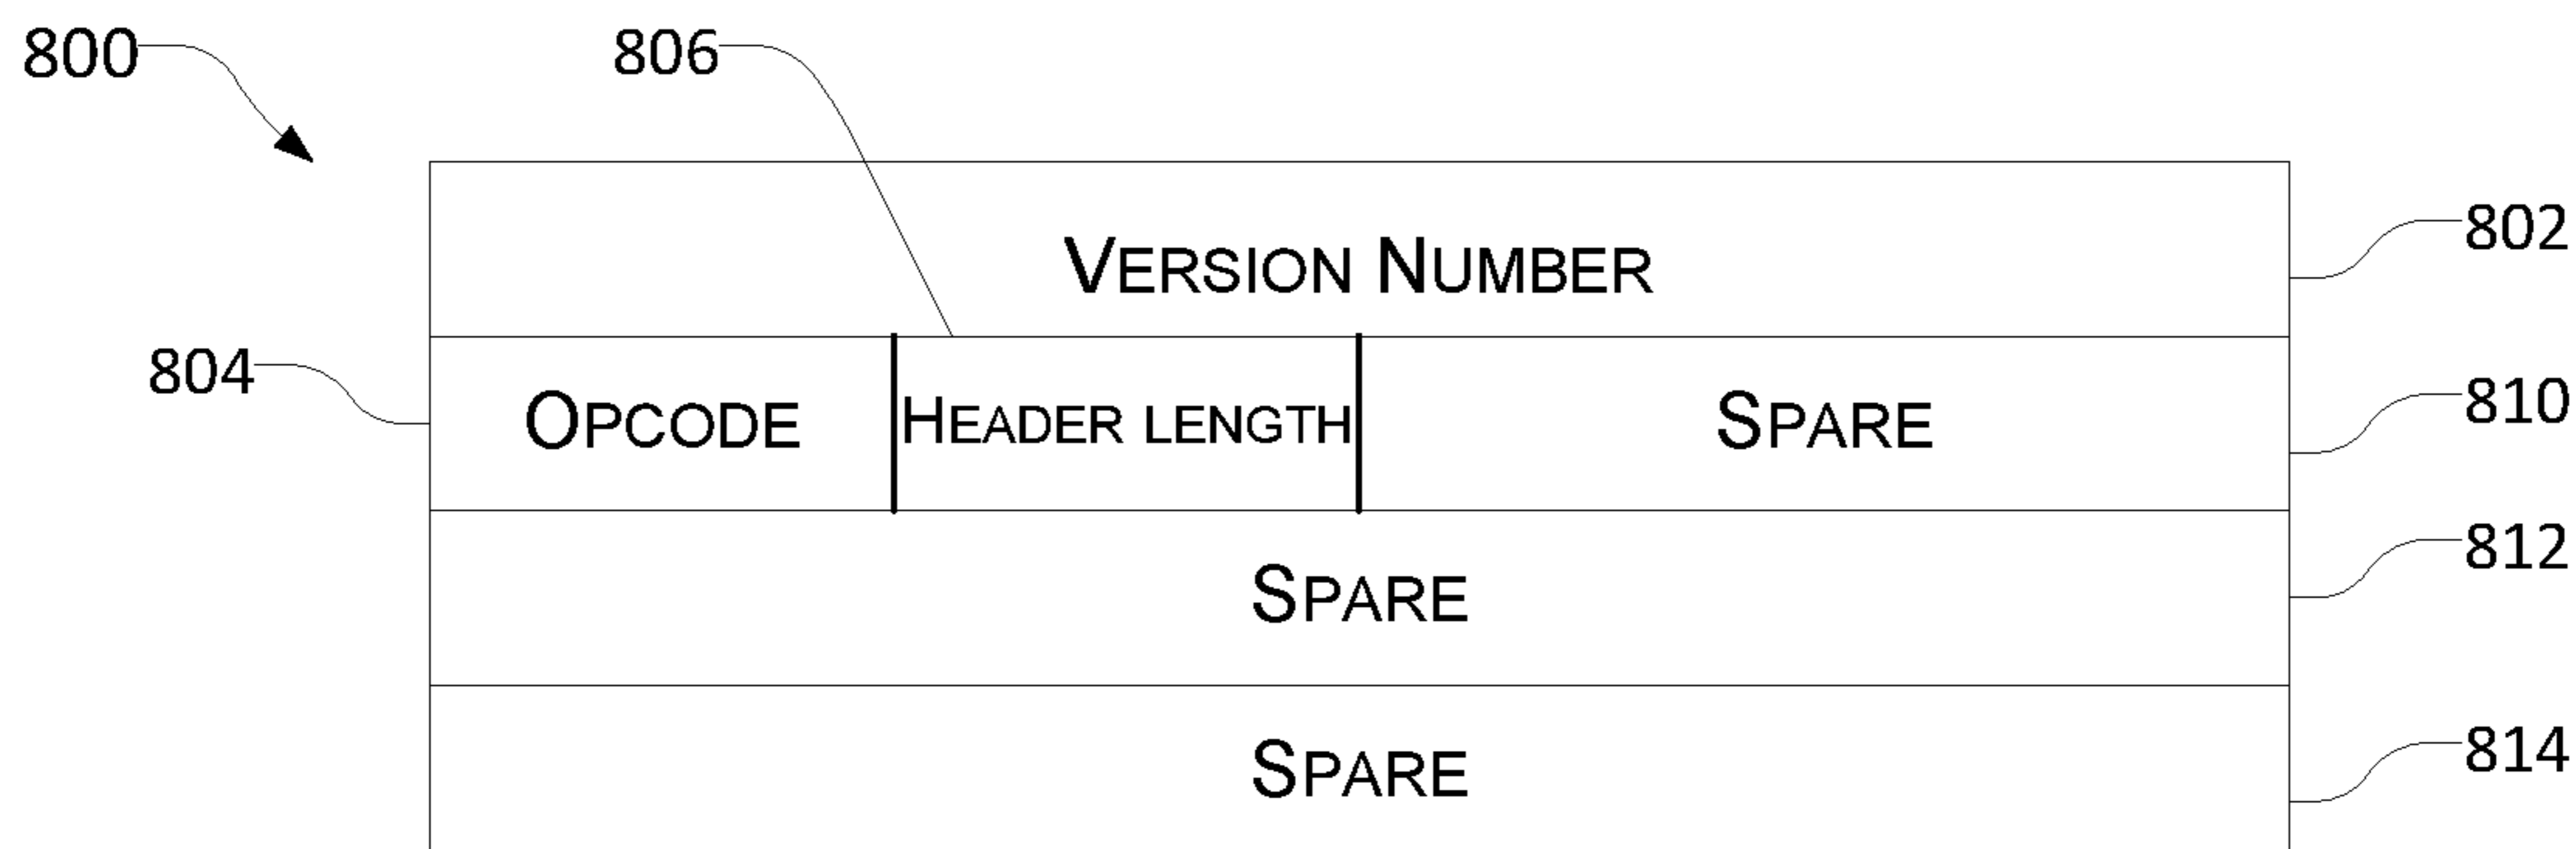 800
806
VERSION NUMBER
802
804
OPCODE
HEADER LENGTH
SPARE
810
SPARE
812
SPARE
814